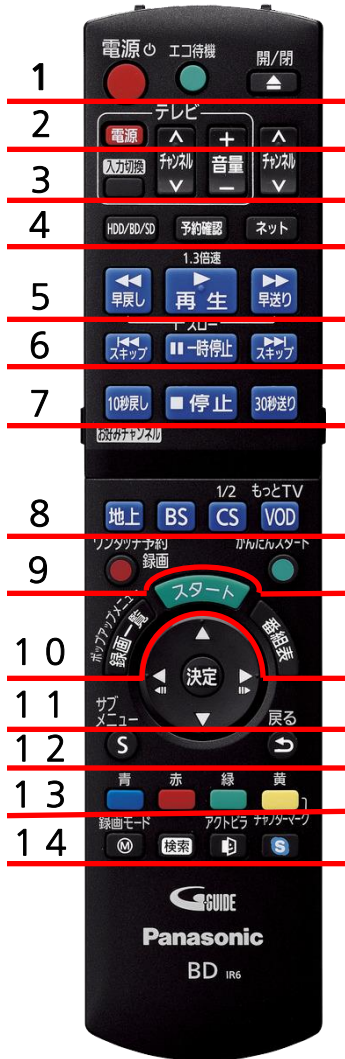 電源 エコ待機 開/閉
1
テレビ
2
電源 チャンネル 音量 チャンネル
入力切換
3
4 HDD/BD/SD 予約確認 ネット
1.3倍速
5 早戻し 再生 早送り
スロー
6 スキップ 一時停止 スキップ
7 10秒戻し 停止 30秒送り
お好みチャンネル
1/2 もっとTV
8 地上 BS CS VOD
ワンタッチ予約 かんたんスタート
録画
9
スタート
ポップアップメニュー
10 録画一覧 番組表
決定
11 サブ
メニュー 戻る
12 S
青 赤 緑 黄
13
録画モード アクトビラ チャプターマーク
14 M 検索 S
G GUIDE
Panasonic
BD IR6